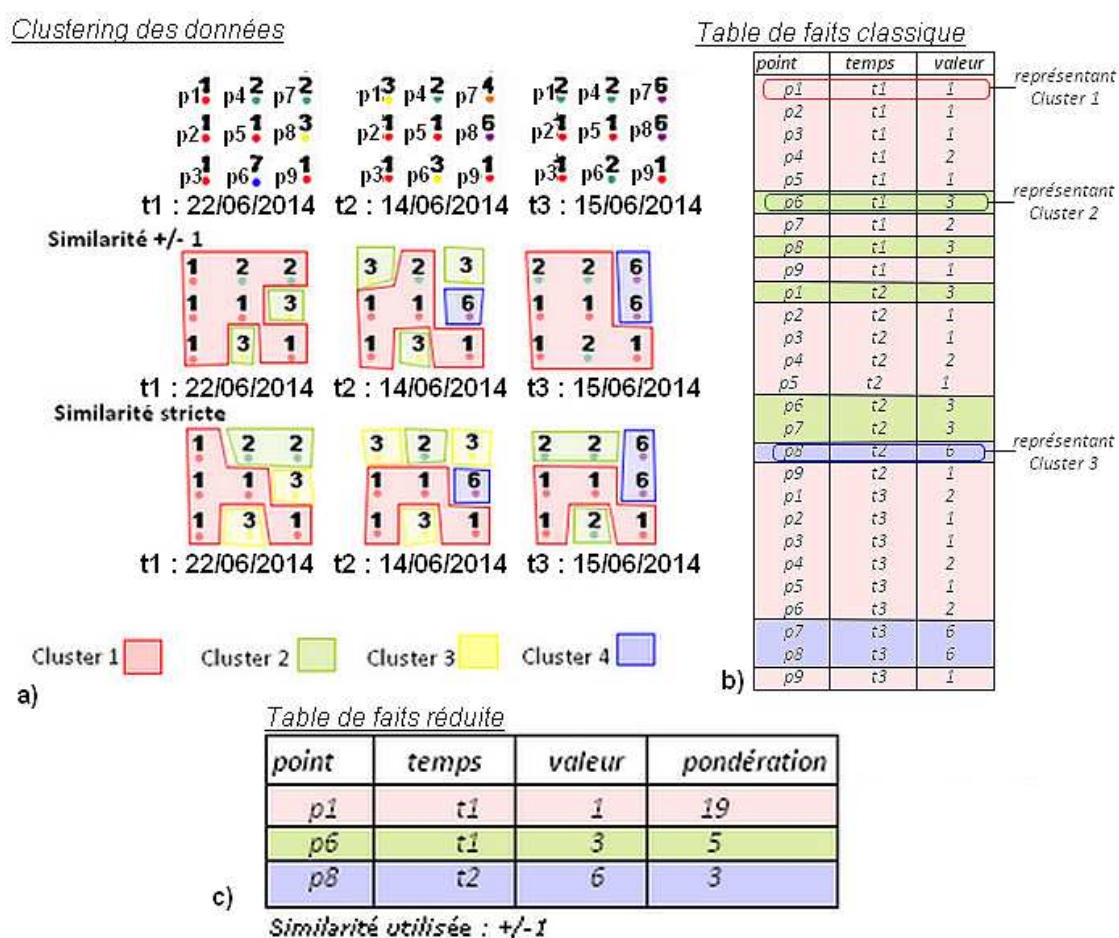 Clustering des données
p1 1 p4 2 p7 2
p2 1 p5 1 p8 3
p3 1 p6 7 p9 1
t1 : 22/06/2014
p1 3 p4 2 p7 4
p2 1 p5 1 p8 6
p3 1 p6 3 p9 1
t2 : 14/06/2014
p1 2 p4 2 p7 6
p2 1 p5 1 p8 6
p3 1 p6 2 p9 1
t3 : 15/06/2014
Similarité +/- 1
1 2 2
1 1 3
1 3 1
t1 : 22/06/2014
3 2 3
1 1 6
1 3 1
t2 : 14/06/2014
2 2 6
1 1 6
1 2 1
t3 : 15/06/2014
Similarité stricte
1 2 2
1 1 3
1 3 1
t1 : 22/06/2014
3 2 3
1 1 6
1 3 1
t2 : 14/06/2014
2 2 6
1 1 6
1 2 1
t3 : 15/06/2014
Cluster 1 Cluster 2 Cluster 3 Cluster 4
a)
Table de faits classique
point temps valeur
p1 t1 1
p2 t1 1
p3 t1 1
p4 t1 2
p5 t1 1
p6 t1 3
p7 t1 2
p8 t1 3
p9 t1 1
p1 t2 3
p2 t2 1
p3 t2 1
p4 t2 2
p5 t2 1
p6 t2 3
p7 t2 3
p8 t2 6
p9 t2 1
p1 t3 2
p2 t3 1
p3 t3 1
p4 t3 2
p5 t3 1
p6 t3 2
p7 t3 6
p8 t3 6
p9 t3 1
représentant
Cluster 1
représentant
Cluster 2
représentant
Cluster 3
b)
Table de faits réduite
point temps valeur pondération
p1 t1 1 19
p6 t1 3 5
p8 t2 6 3
c)
Similarité utilisée : +/-1